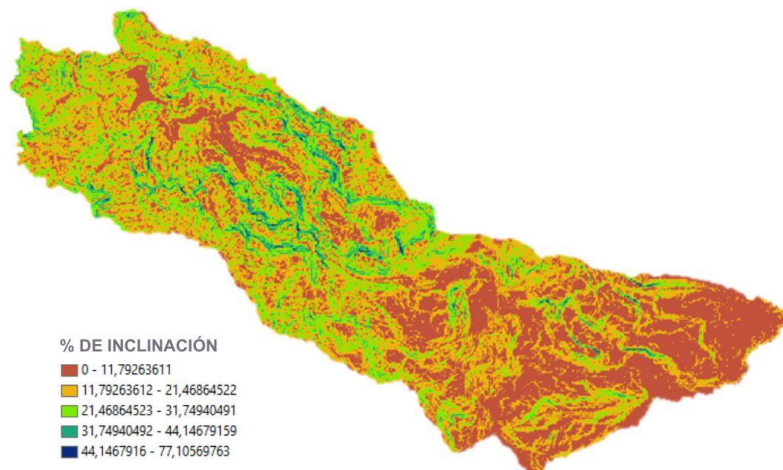 % DE INCLINACIÓN
0 - 11,79263611
11,79263612 - 21,46864522
21,46864523 - 31,74940491
31,74940492 - 44,14679159
44,1467916 - 77,10569763